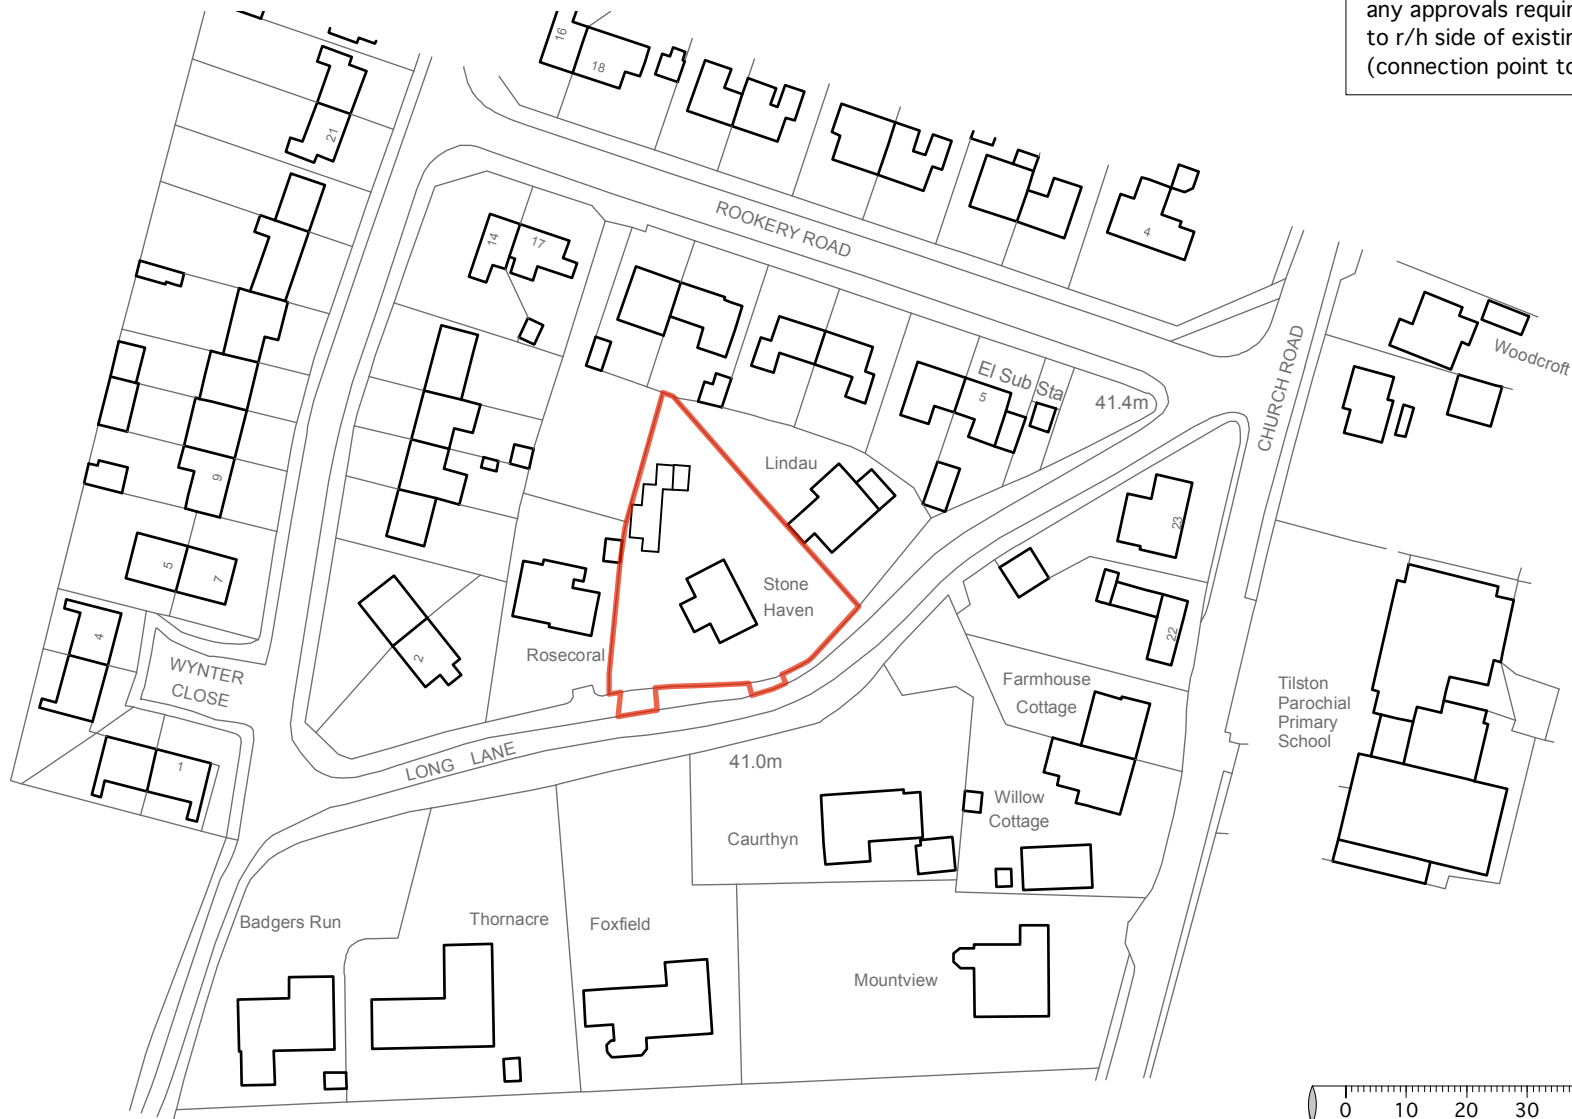 any approvals requir
to r/h side of existin
(connection point to
16
18
21
ROOKERY ROAD
4
14
17
CHURCH ROAD
Woodcroft
El Sub Sta
5
41.4m
Lindau
9
23
5
7
Stone
Haven
4
2
Rosecoral
22
WYNTER
CLOSE
Farmhouse
Cottage
Tilston
Parochial
Primary
School
1
LONG LANE
41.0m
Willow
Cottage
Caurthyn
Badgers Run
Thornacre
Foxfield
Mountview
0 10 20 30